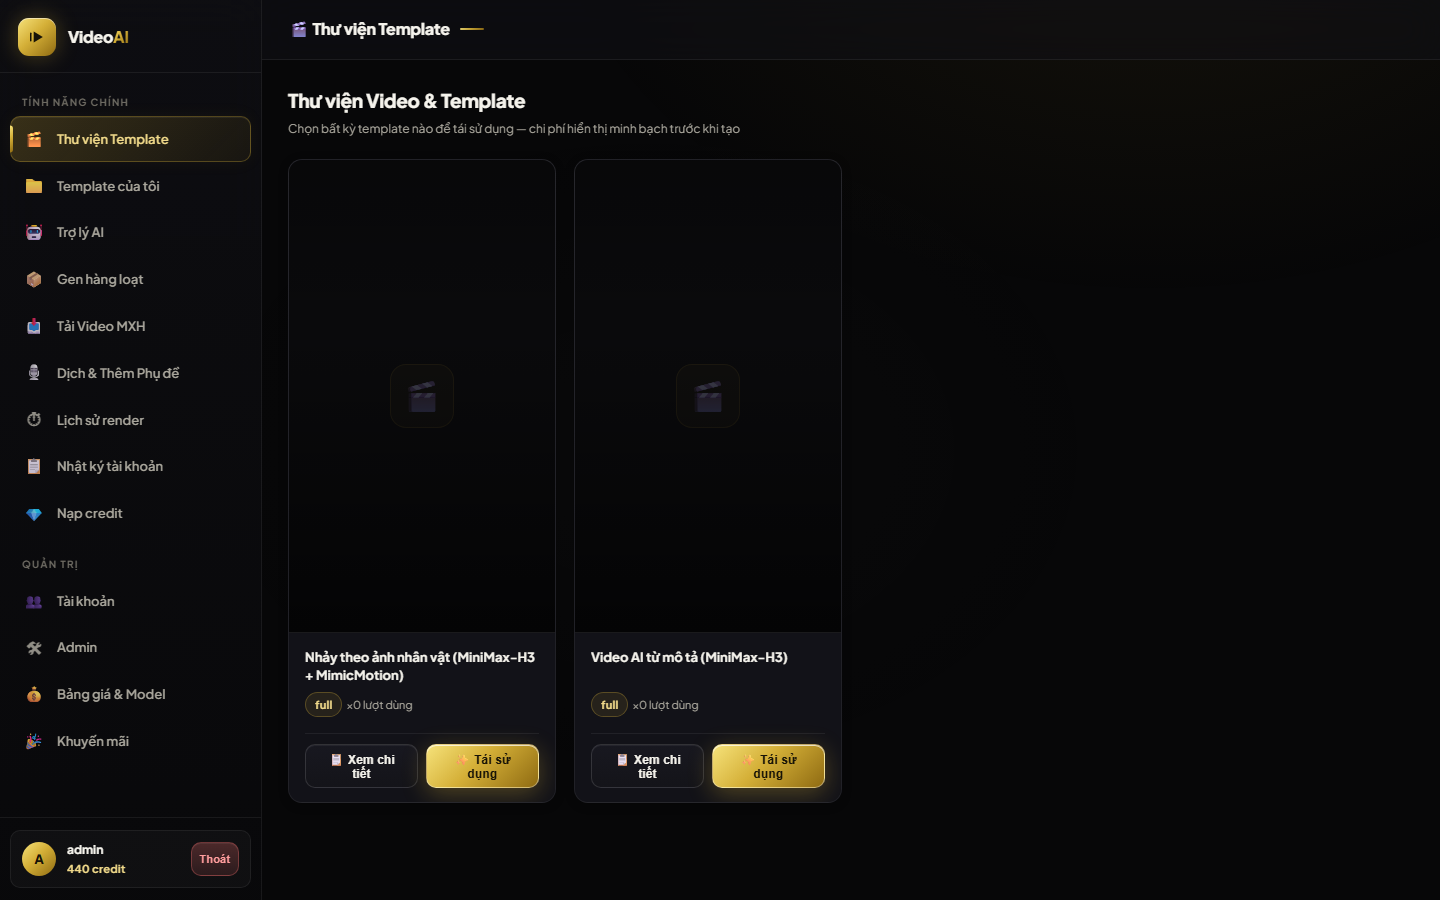 VideoAI
TÍNH NĂNG CHÍNH
Thư viện Template
Template của tôi
Trợ lý AI
Gen hàng loạt
Tải Video MXH
Dịch & Thêm Phụ đề
Lịch sử render
Nhật ký tài khoản
Nạp credit
QUẢN TRỊ
Tài khoản
Admin
Bảng giá & Model
Khuyến mãi
A
admin
440 credit
Thoát
Thư viện Template
Thư viện Video & Template
Chọn bất kỳ template nào để tái sử dụng — chi phí hiển thị minh bạch trước khi tạo
Nhảy theo ảnh nhân vật (MiniMax-H3
+ MimicMotion)
full ×0 lượt dùng
Xem chi
tiết
Tái sử
dụng
Video AI từ mô tả (MiniMax-H3)
full ×0 lượt dùng
Xem chi
tiết
Tái sử
dụng